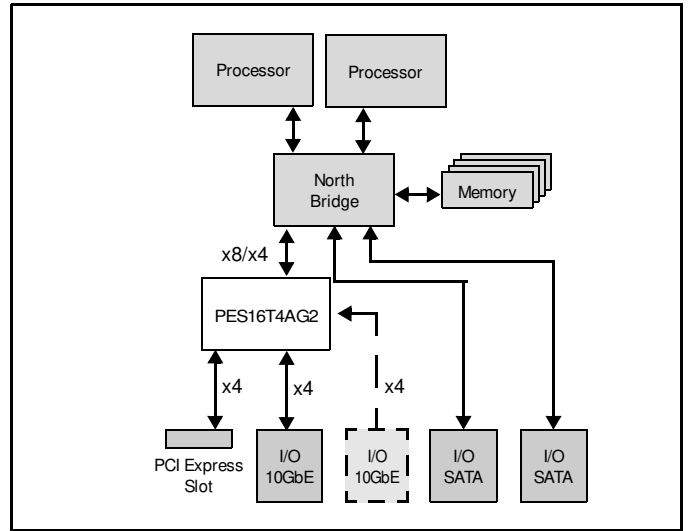 Processor
Processor
North
Bridge
Memory
x8/x4
PES16T4AG2
x4
x4
x4
PCI Express
Slot
I/O
10GbE
I/O
10GbE
I/O
SATA
I/O
SATA